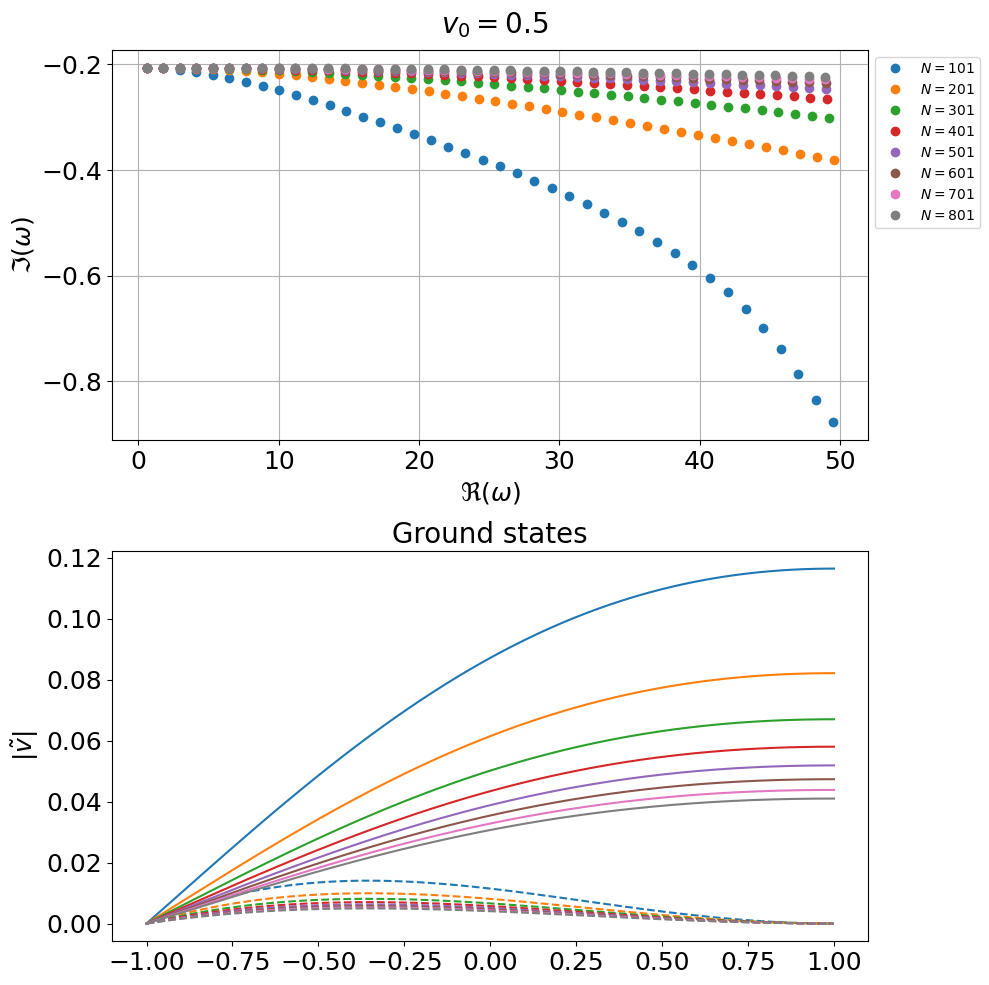 v₀ = 0.5
−0.2
−0.4
−0.6
−0.8
ℑ(ω)
0 10 20 30 40 50
ℜ(ω)
N = 101
N = 201
N = 301
N = 401
N = 501
N = 601
N = 701
N = 801
Ground states
0.12
0.10
0.08
0.06
0.04
0.02
0.00
|ṽ|
−1.00 −0.75 −0.50 −0.25 0.00 0.25 0.50 0.75 1.00